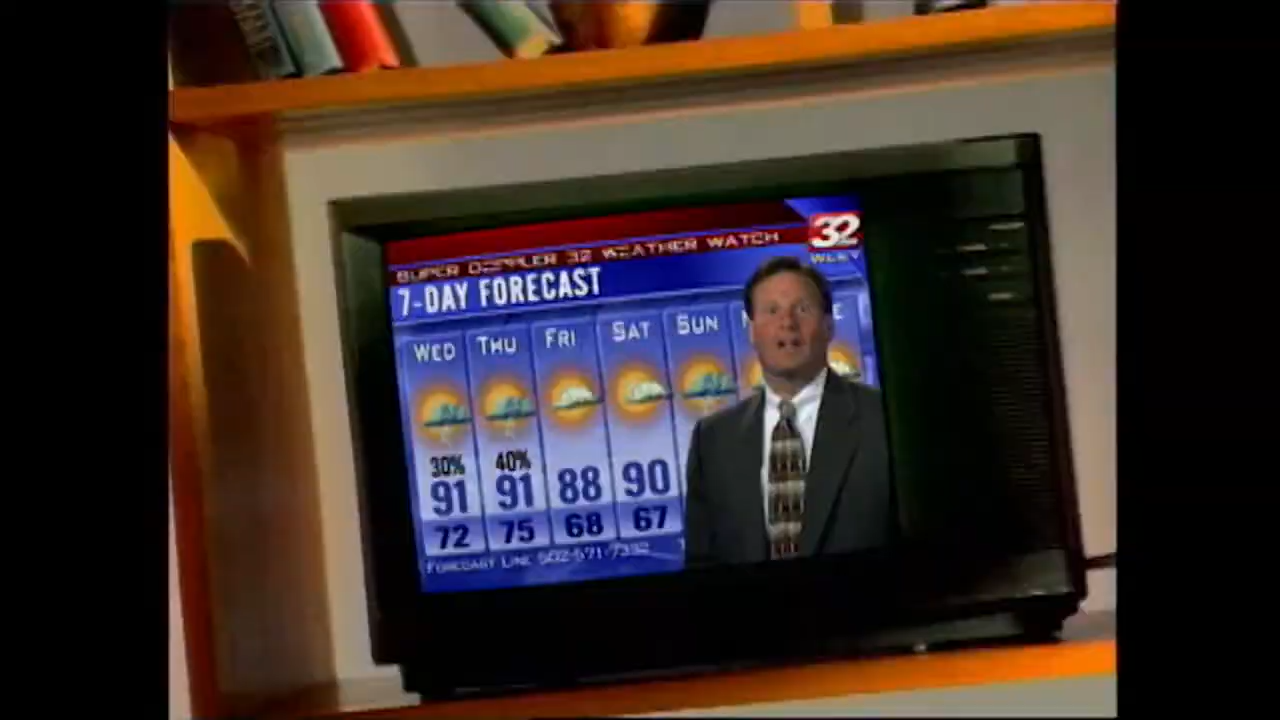 32
WLKY
SUPER DOPPLER 32 WEATHER WATCH
7-DAY FORECAST
WED THU FRI SAT SUN
30% 40%
91 91 88 90
72 75 68 67
FORECAST LINE 502-571-7332